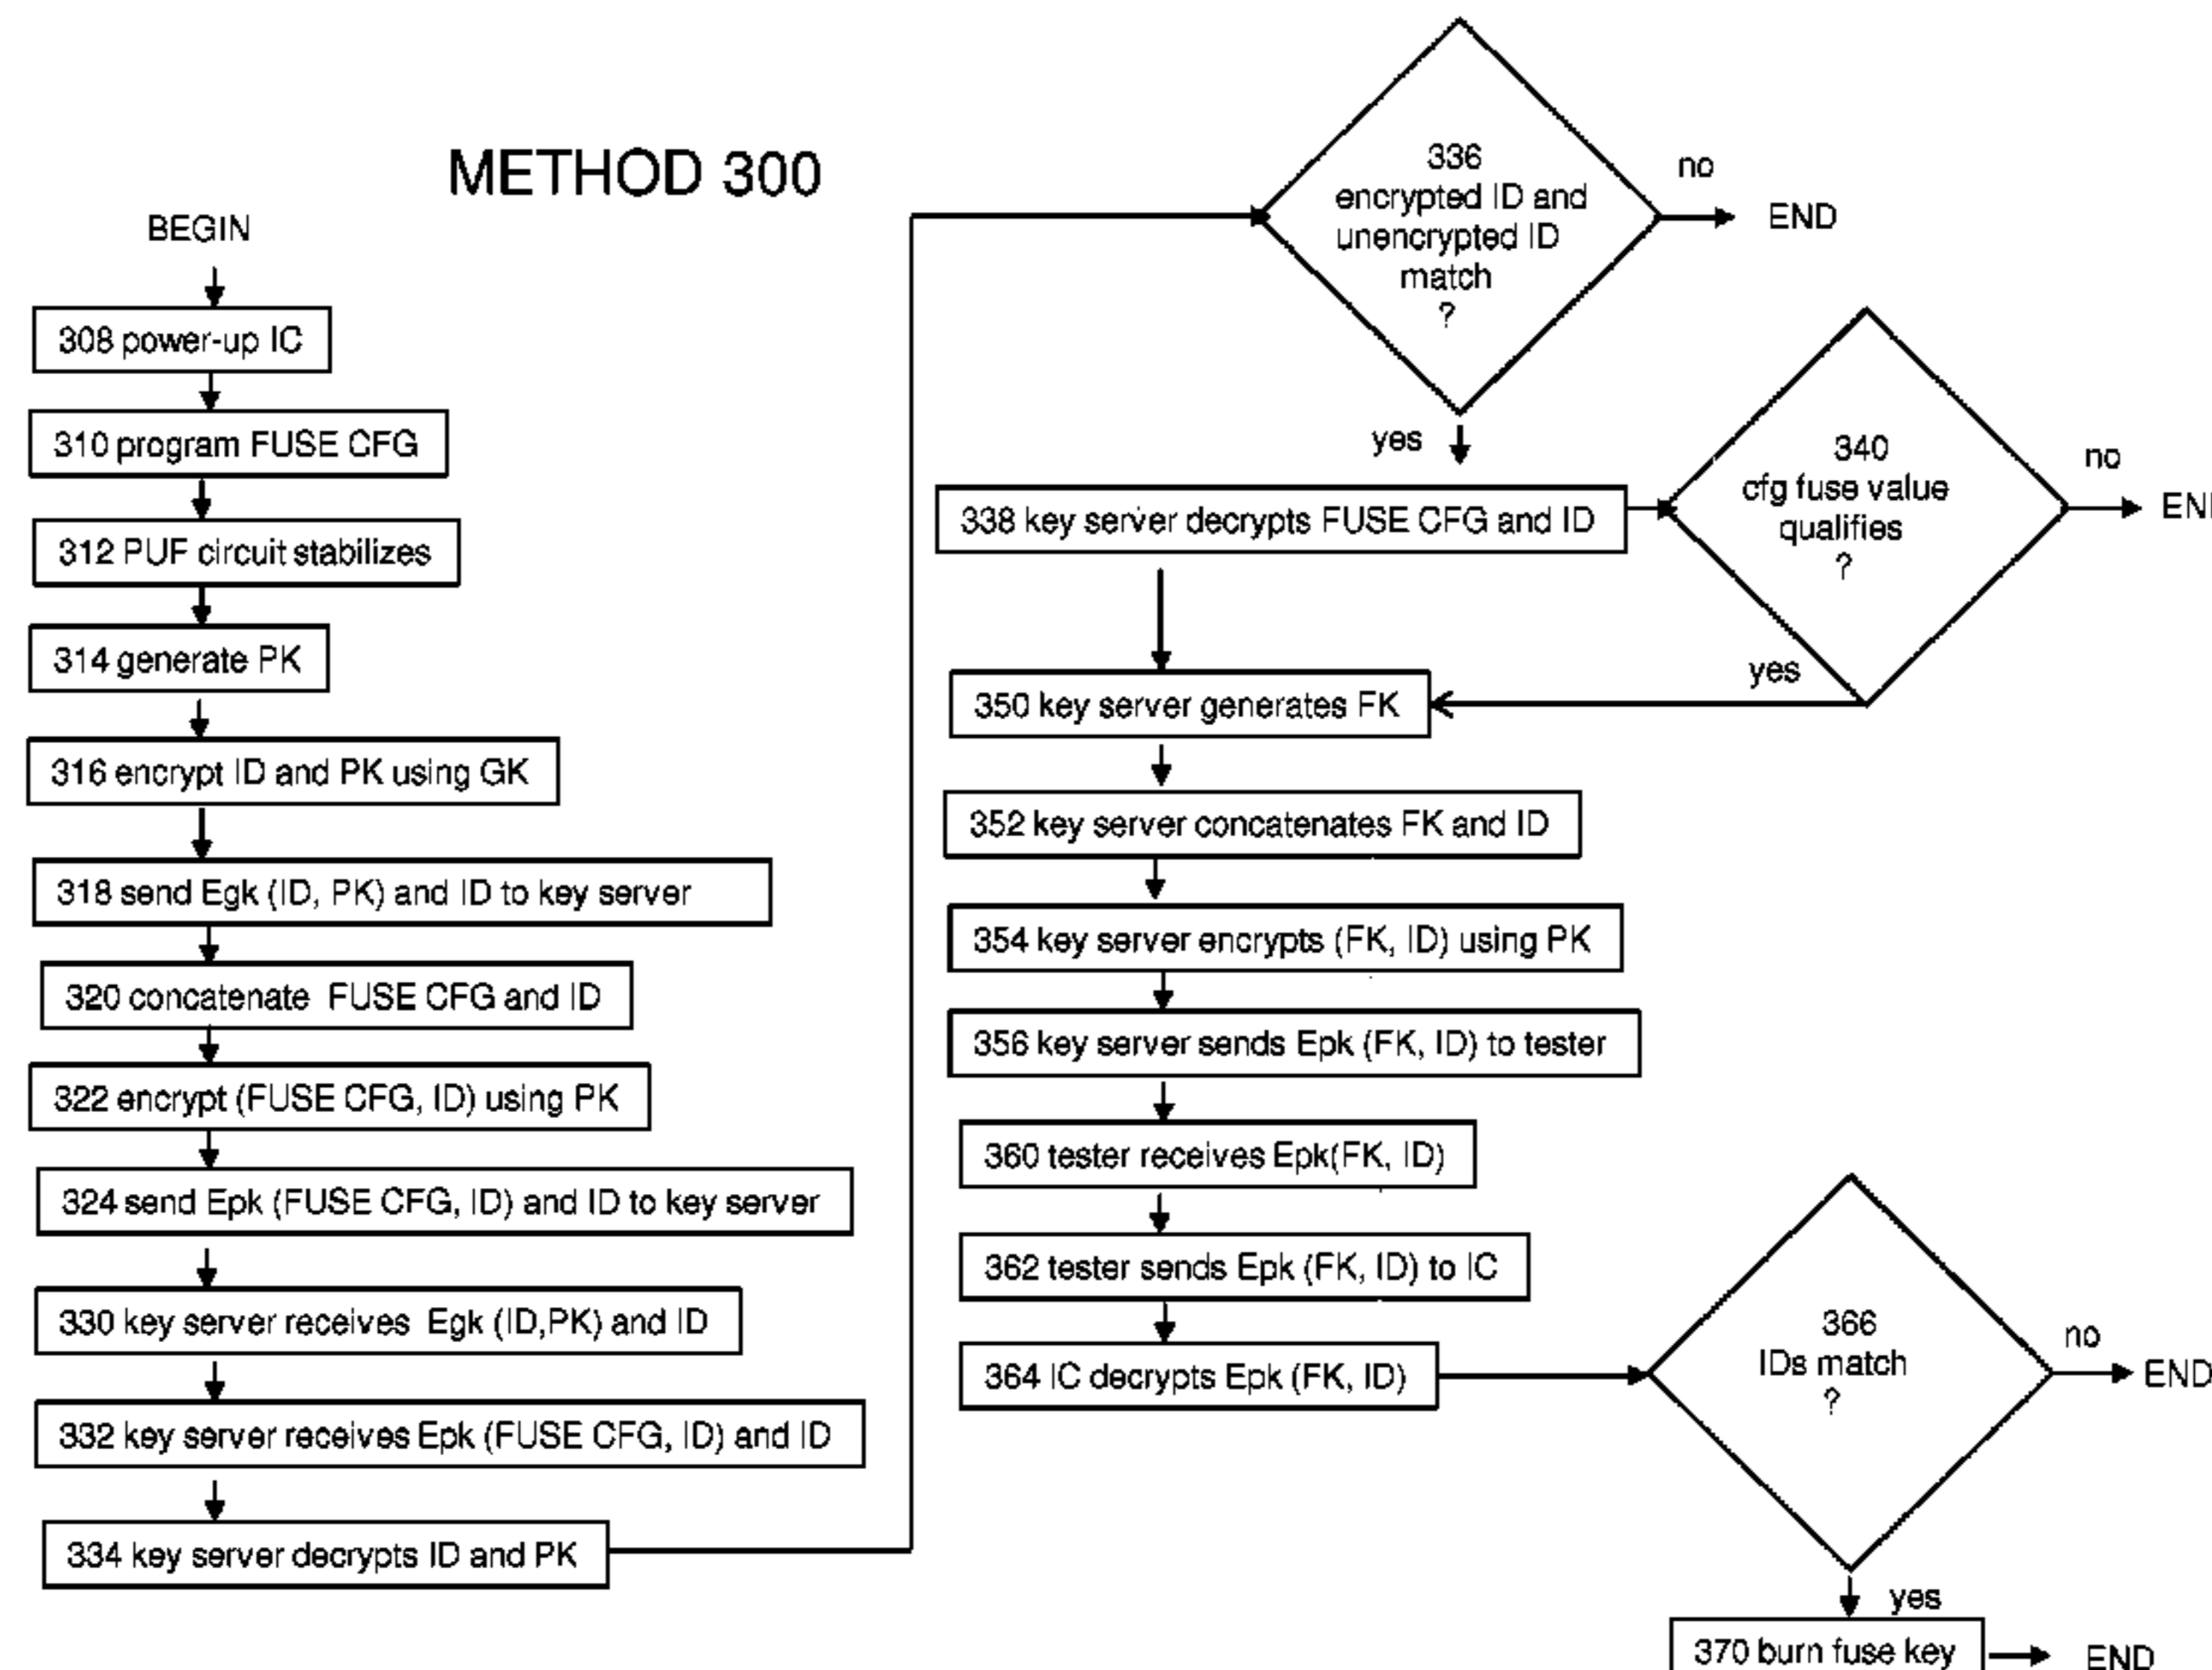 METHOD 300
BEGIN
308 power-up IC
310 program FUSE CFG
312 PUF circuit stabilizes
314 generate PK
316 encrypt ID and PK using GK
318 send Egk (ID, PK) and ID to key server
320 concatenate FUSE CFG and ID
322 encrypt (FUSE CFG, ID) using PK
324 send Epk (FUSE CFG, ID) and ID to key server
330 key server receives Egk (ID,PK) and ID
332 key server receives Epk (FUSE CFG, ID) and ID
334 key server decrypts ID and PK
336
encrypted ID and
unencrypted ID
match
?
no
END
yes
338 key server decrypts FUSE CFG and ID
340
cfg fuse value
qualifies
?
no
END
yes
350 key server generates FK
352 key server concatenates FK and ID
354 key server encrypts (FK, ID) using PK
356 key server sends Epk (FK, ID) to tester
360 tester receives Epk(FK, ID)
362 tester sends Epk (FK, ID) to IC
364 IC decrypts Epk (FK, ID)
366
IDs match
?
no
END
yes
370 burn fuse key
END